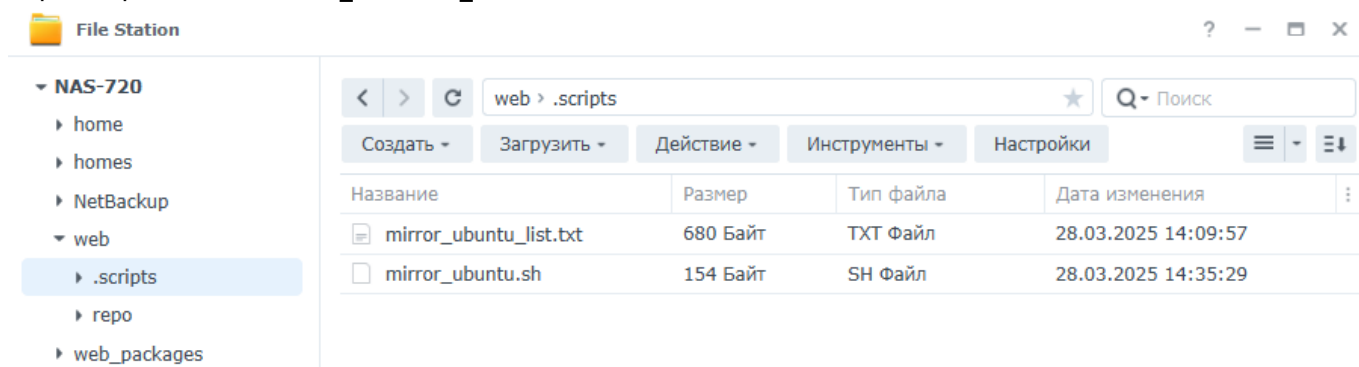 File Station
?
NAS-720
home
homes
NetBackup
web
.scripts
repo
web_packages
web › .scripts
Поиск
Создать Загрузить Действие Инструменты Настройки
Название Размер Тип файла Дата изменения
mirror_ubuntu_list.txt 680 Байт TXT Файл 28.03.2025 14:09:57
mirror_ubuntu.sh 154 Байт SH Файл 28.03.2025 14:35:29